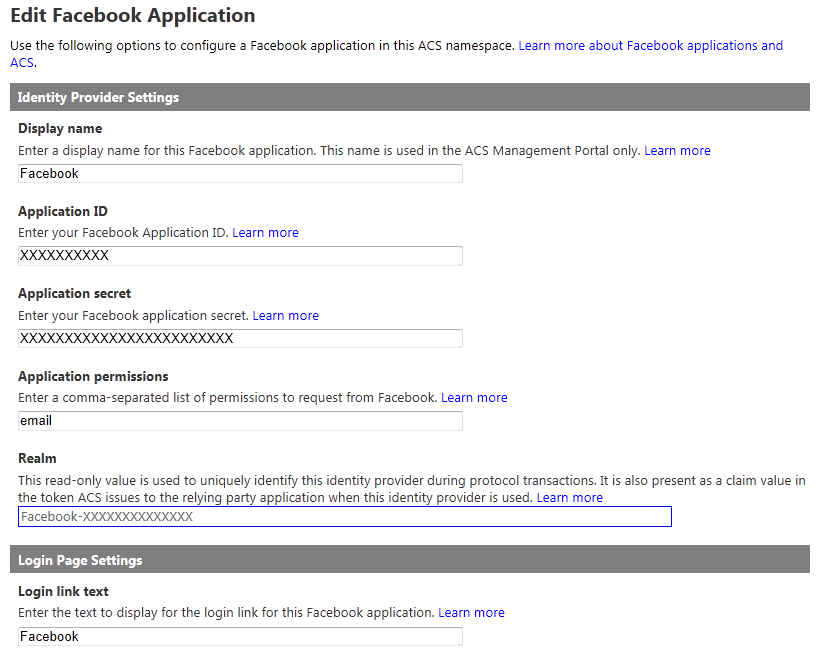 Edit Facebook Application
Use the following options to configure a Facebook application in this ACS namespace. Learn more about Facebook applications and
ACS.
Identity Provider Settings
Display name
Enter a display name for this Facebook application. This name is used in the ACS Management Portal only. Learn more
Facebook
Application ID
Enter your Facebook Application ID. Learn more
XXXXXXXXXX
Application secret
Enter your Facebook application secret. Learn more
XXXXXXXXXXXXXXXXXXXXXXXX
Application permissions
Enter a comma-separated list of permissions to request from Facebook. Learn more
email
Realm
This read-only value is used to uniquely identify this identity provider during protocol transactions. It is also present as a claim value in
the token ACS issues to the relying party application when this identity provider is used. Learn more
Facebook-XXXXXXXXXXXXXX
Login Page Settings
Login link text
Enter the text to display for the login link for this Facebook application. Learn more
Facebook